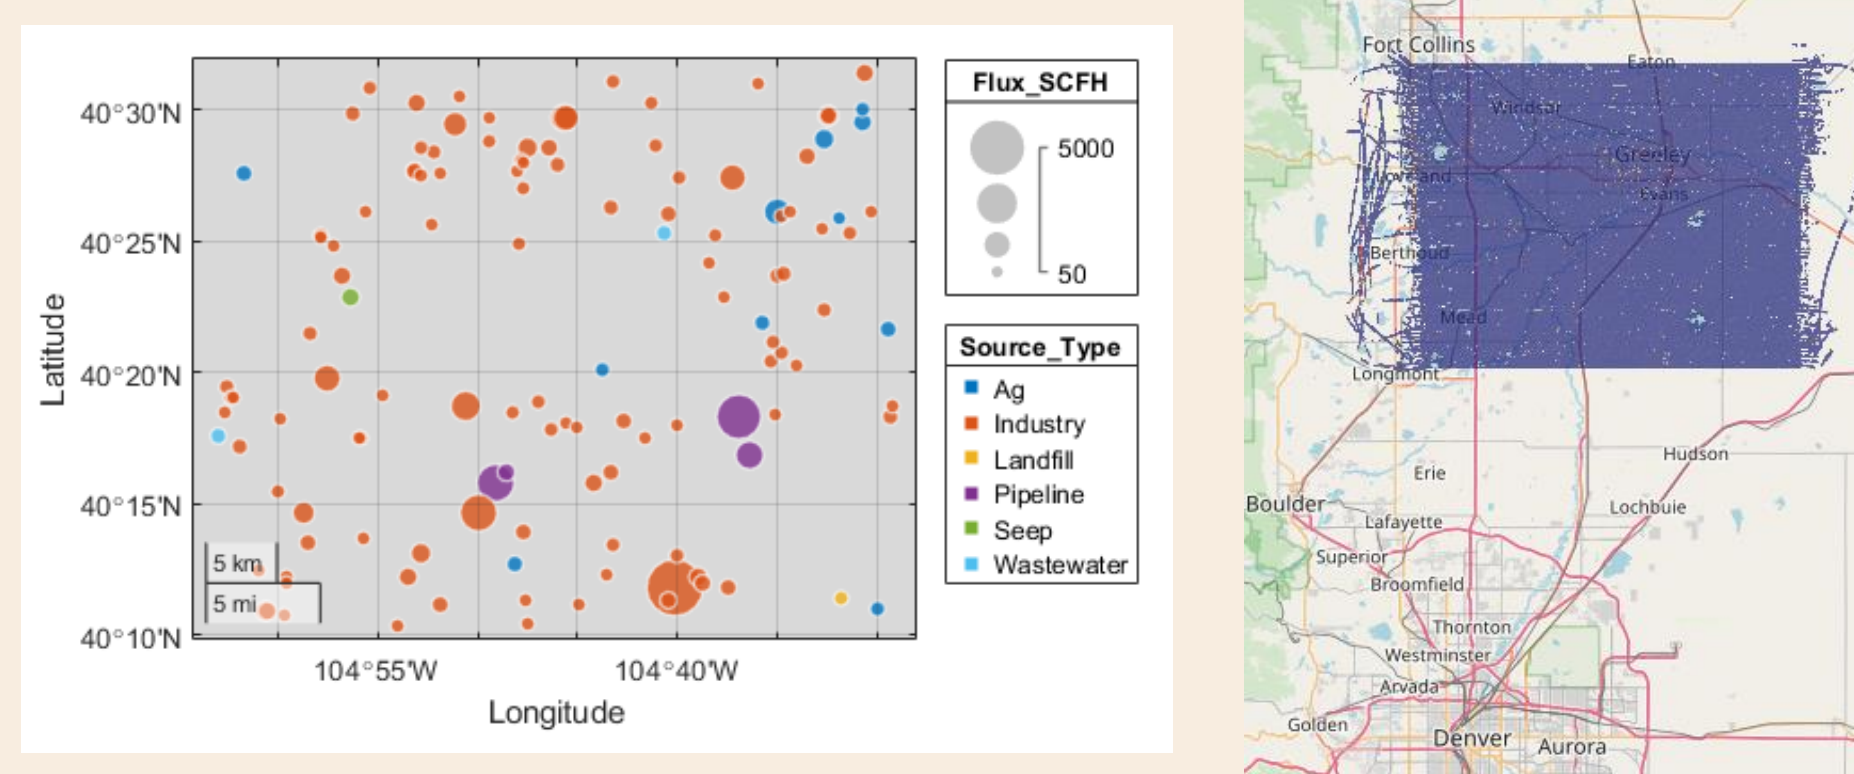 40°30'N
40°25'N
40°20'N
40°15'N
40°10'N
Latitude
5 km
5 mi
104°55'W
104°40'W
Longitude
Flux_SCFH
5000
50
Source_Type
Ag
Industry
Landfill
Pipeline
Seep
Wastewater
Fort Collins
Eaton
Windsor
Greeley
Loveland
Evans
Berthoud
Mead
Longmont
Hudson
Erie
Boulder
Lochbuie
Lafayette
Superior
Broomfield
Thornton
Westminster
Arvada
Golden
Denver
Aurora